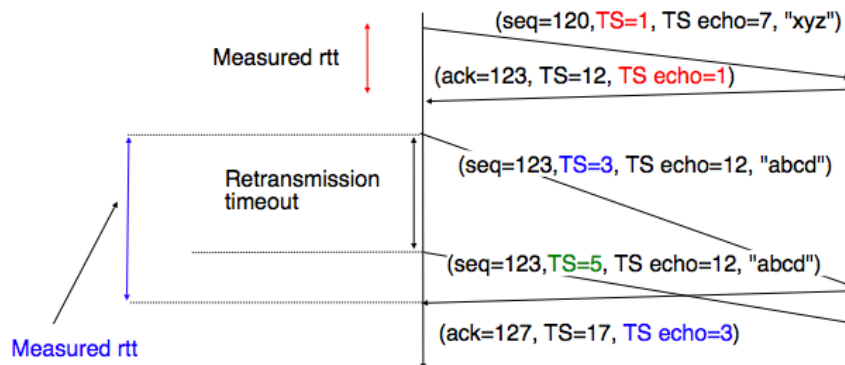 (seq=120,TS=1, TS echo=7, "xyz")
Measured rtt
(ack=123, TS=12, TS echo=1)
(seq=123,TS=3, TS echo=12, "abcd")
Retransmission
timeout
(seq=123,TS=5, TS echo=12, "abcd")
(ack=127, TS=17, TS echo=3)
Measured rtt